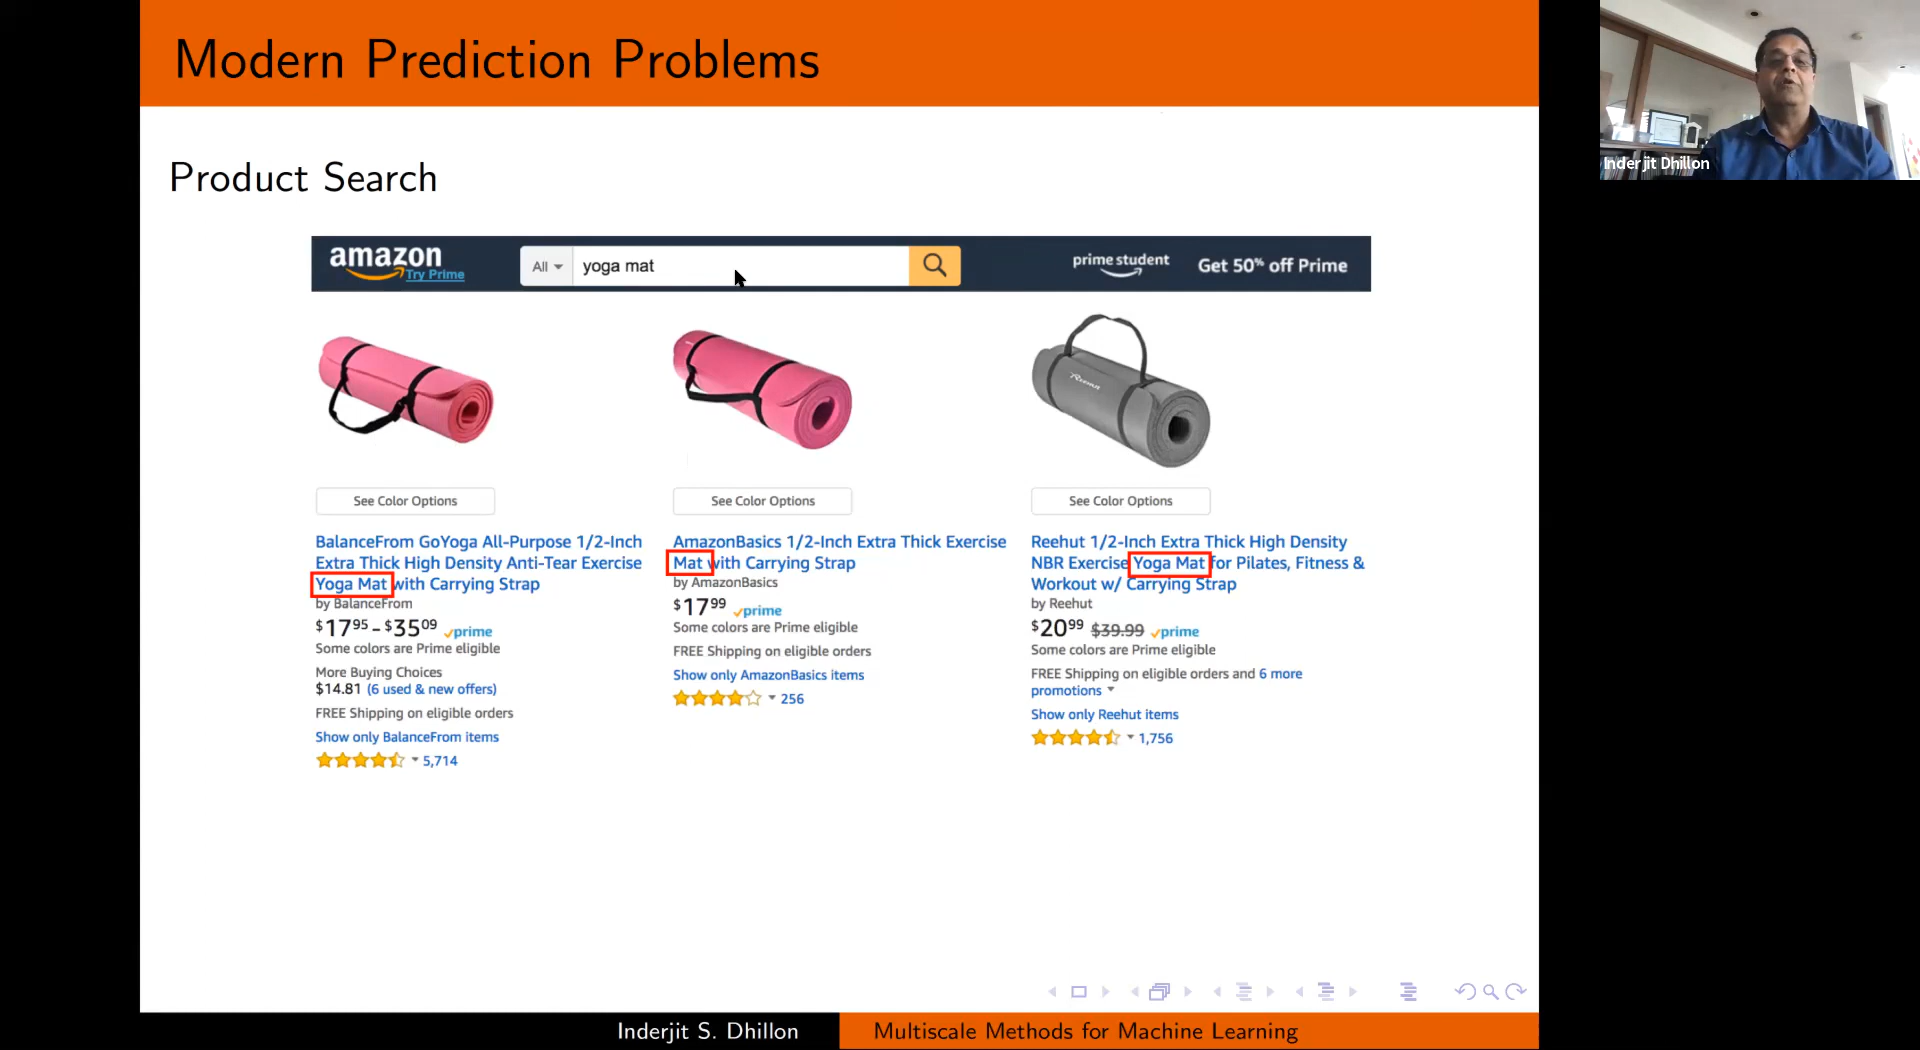 Modern Prediction Problems
Inderjit Dhillon
Product Search
amazon
Try Prime
All
yoga mat
prime student
Get 50% off Prime
Reehut
See Color Options
See Color Options
See Color Options
BalanceFrom GoYoga All-Purpose 1/2-Inch
Extra Thick High Density Anti-Tear Exercise
Yoga Mat with Carrying Strap
by BalanceFrom
$17 95 - $35 09 prime
Some colors are Prime eligible
More Buying Choices
$14.81 (6 used & new offers)
FREE Shipping on eligible orders
Show only BalanceFrom items
5,714
AmazonBasics 1/2-Inch Extra Thick Exercise
Mat with Carrying Strap
by AmazonBasics
$17 99 prime
Some colors are Prime eligible
FREE Shipping on eligible orders
Show only AmazonBasics items
256
Reehut 1/2-Inch Extra Thick High Density
NBR Exercise Yoga Mat for Pilates, Fitness &
Workout w/ Carrying Strap
by Reehut
$20 99 $39.99 prime
Some colors are Prime eligible
FREE Shipping on eligible orders and 6 more
promotions
Show only Reehut items
1,756
Inderjit S. Dhillon
Multiscale Methods for Machine Learning